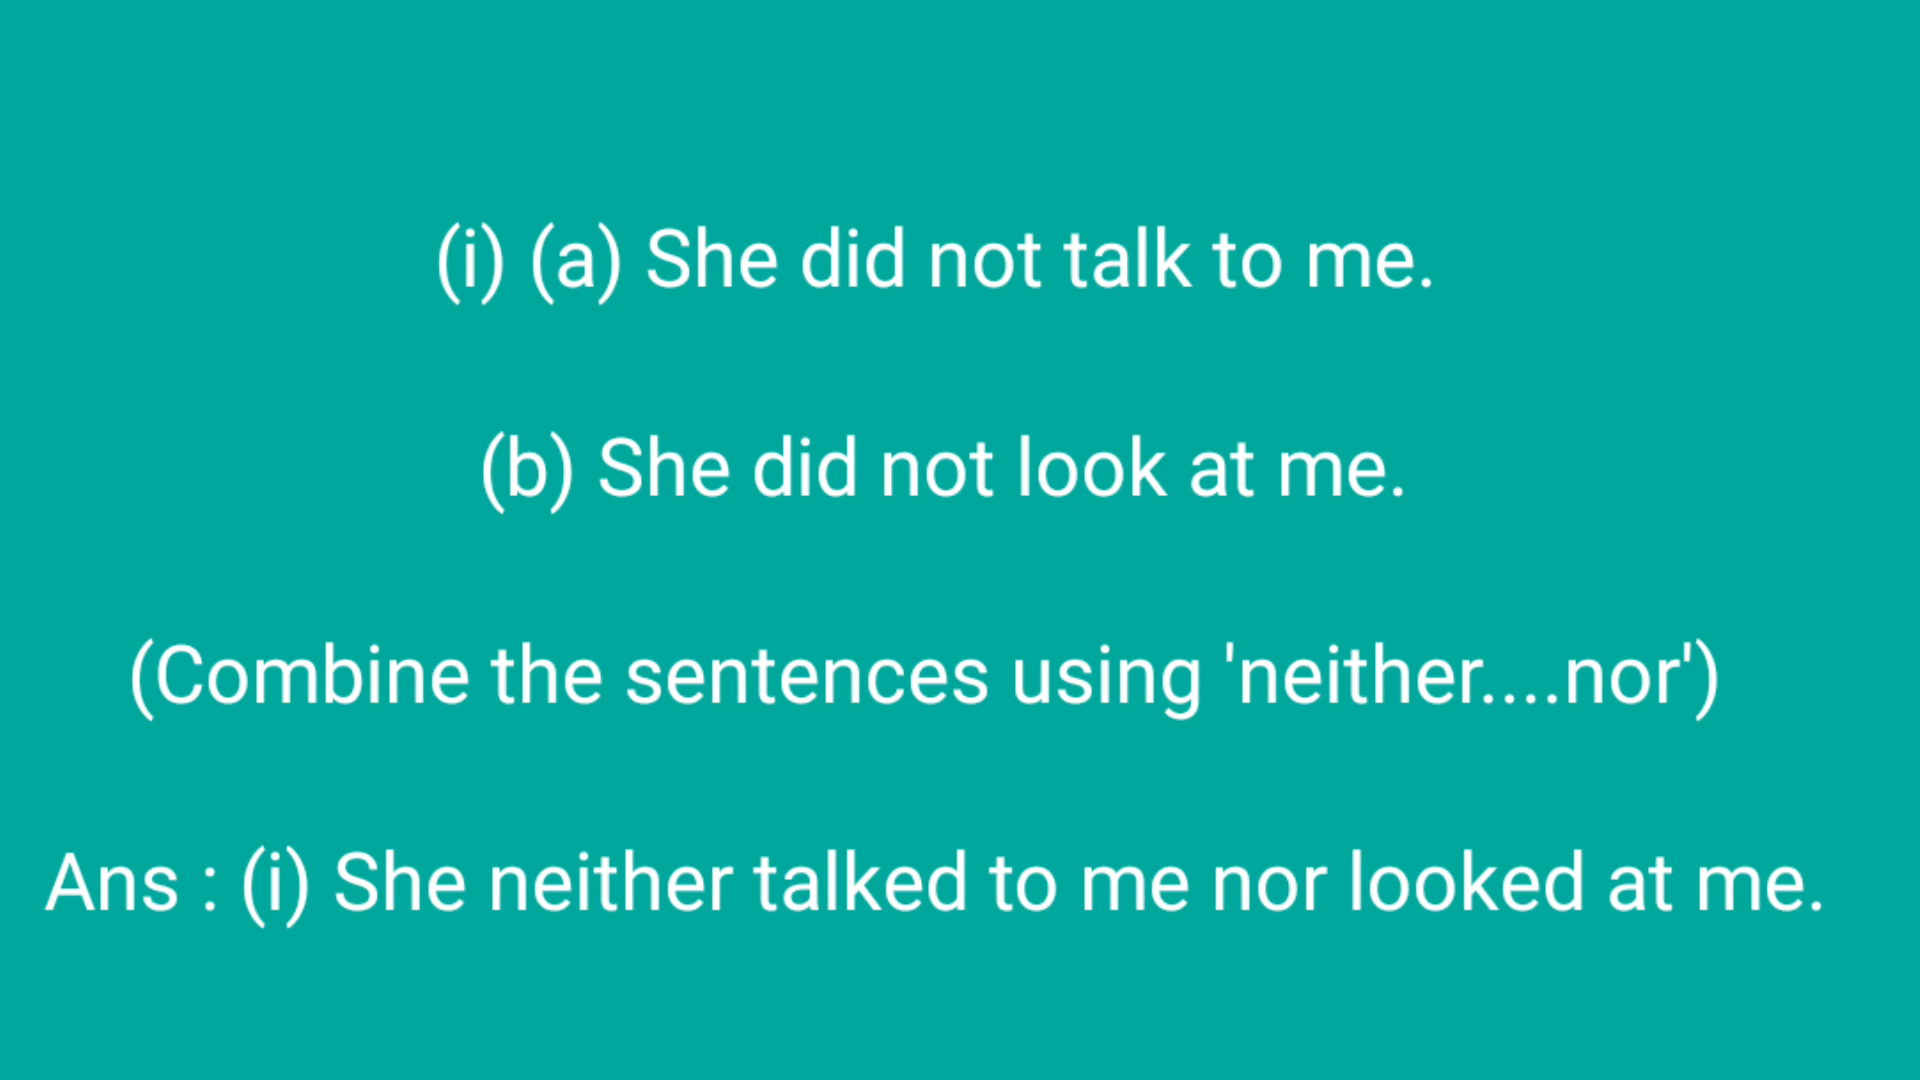 (i) (a) She did not talk to me.
(b) She did not look at me.
(Combine the sentences using 'neither....nor')
Ans : (i) She neither talked to me nor looked at me.